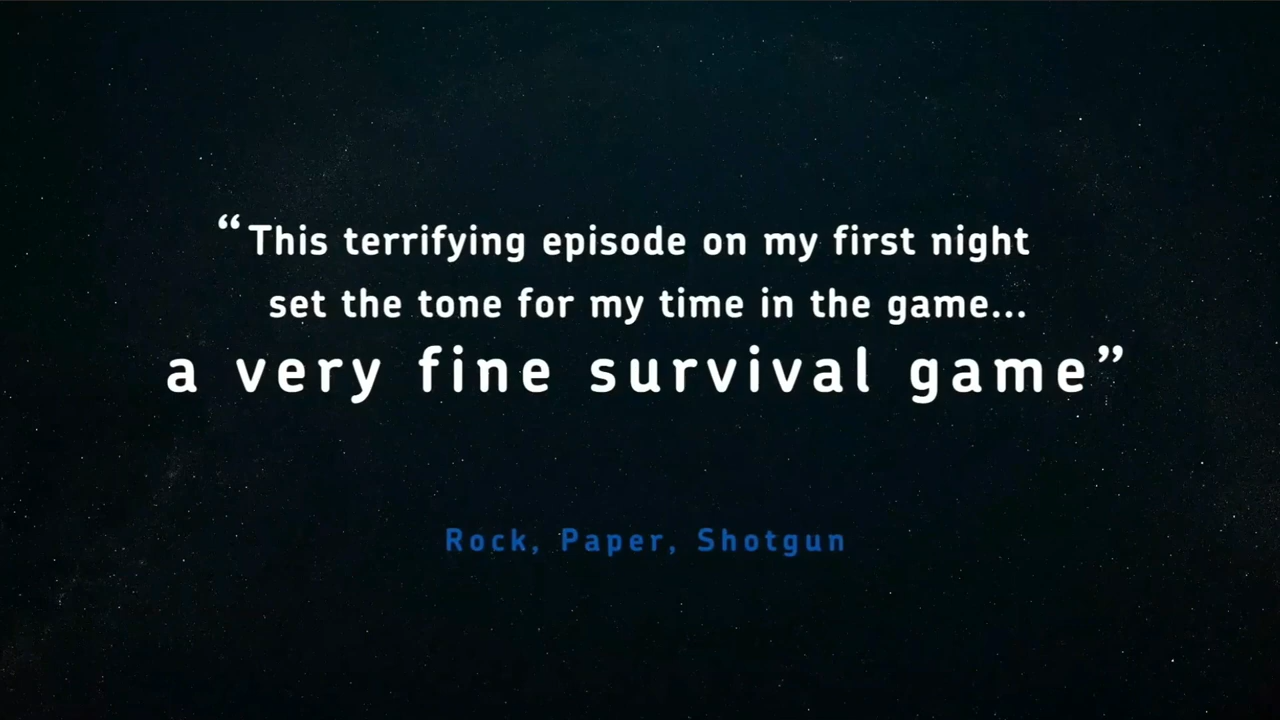 “This terrifying episode on my first night
set the tone for my time in the game...
a very fine survival game”
Rock, Paper, Shotgun